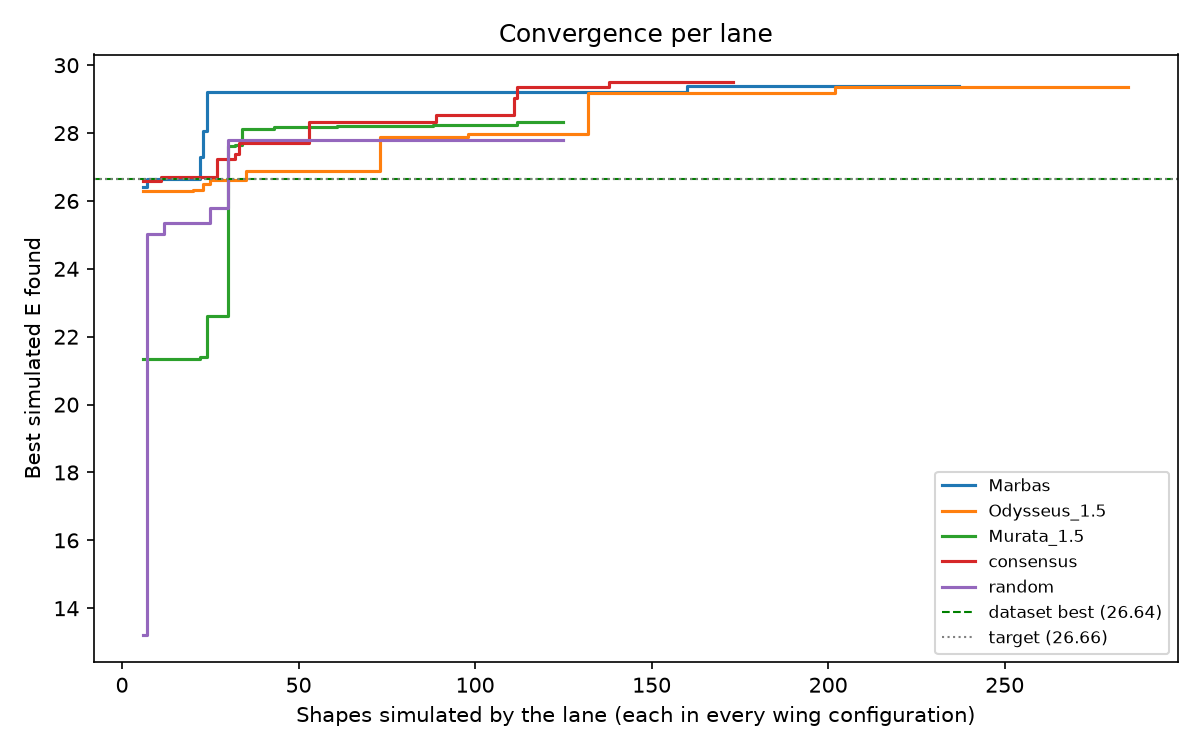 Convergence per lane
Best simulated E found
30
28
26
24
22
20
18
16
14
0
50
100
150
200
250
Shapes simulated by the lane (each in every wing configuration)
Marbas
Odysseus_1.5
Murata_1.5
consensus
random
dataset best (26.64)
target (26.66)